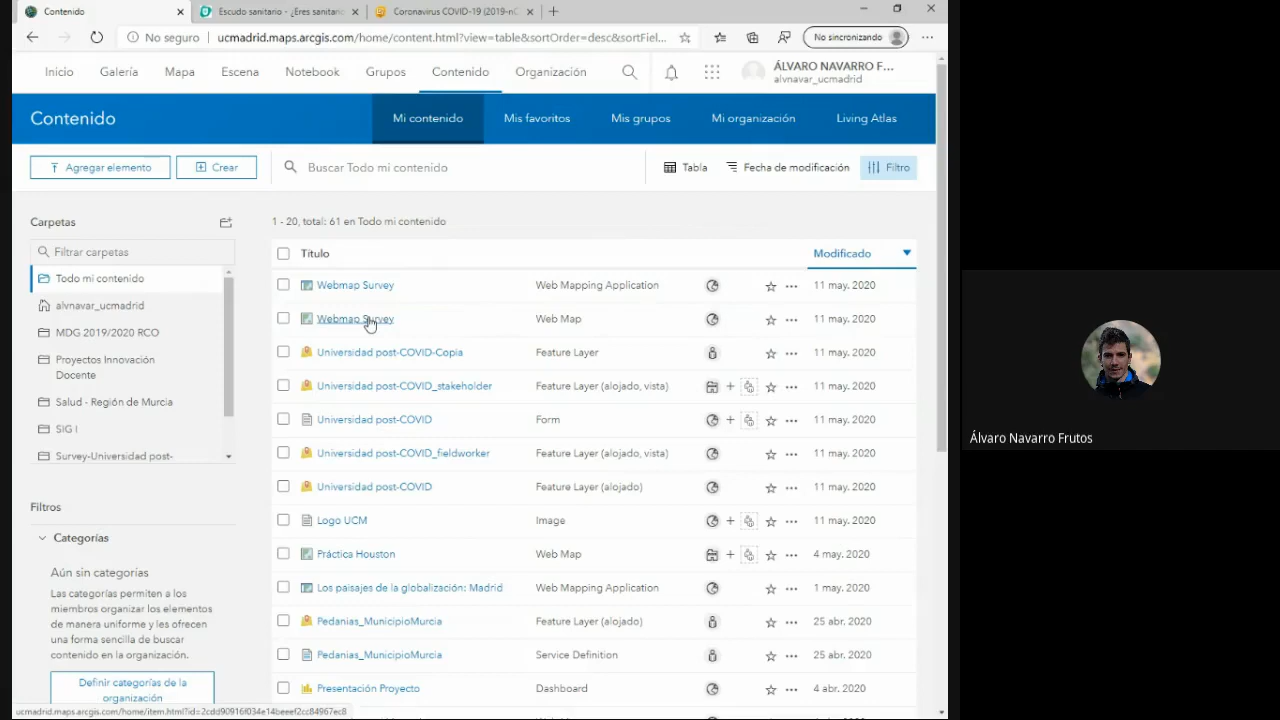 Contenido
Escudo sanitario - ¿Eres sanitari
Coronavirus COVID-19 (2019-nC
No seguro
ucmadrid.maps.arcgis.com/home/content.html?view=table&sortOrder=desc&sortFiel...
No sincronizando
Inicio
Galería
Mapa
Escena
Notebook
Grupos
Contenido
Organización
ÁLVARO NAVARRO F...
alvnavar_ucmadrid
Contenido
Mi contenido
Mis favoritos
Mis grupos
Mi organización
Living Atlas
Agregar elemento
Crear
Buscar Todo mi contenido
Tabla
Fecha de modificación
Filtro
Carpetas
Filtrar carpetas
Todo mi contenido
alvnavar_ucmadrid
MDG 2019/2020 RCO
Proyectos Innovación
Docente
Salud - Región de Murcia
SIG I
Survey-Universidad post-
Filtros
Categorías
Aún sin categorías
Las categorías permiten a los
miembros organizar los elementos
de manera uniforme y les ofrecen
una forma sencilla de buscar
contenido en la organización.
Definir categorías de la
organización
1 - 20, total: 61 en Todo mi contenido
Título Modificado
Webmap Survey Web Mapping Application 11 may. 2020
Webmap Survey Web Map 11 may. 2020
Universidad post-COVID-Copia Feature Layer 11 may. 2020
Universidad post-COVID_stakeholder Feature Layer (alojado, vista) 11 may. 2020
Universidad post-COVID Form 11 may. 2020
Universidad post-COVID_fieldworker Feature Layer (alojado, vista) 11 may. 2020
Universidad post-COVID Feature Layer (alojado) 11 may. 2020
Logo UCM Image 11 may. 2020
Práctica Houston Web Map 4 may. 2020
Los paisajes de la globalización: Madrid Web Mapping Application 1 may. 2020
Pedanias_MunicipioMurcia Feature Layer (alojado) 25 abr. 2020
Pedanias_MunicipioMurcia Service Definition 25 abr. 2020
Presentación Proyecto Dashboard 4 abr. 2020
ucmadrid.maps.arcgis.com/home/item.html?id=2cdd90916f034e14beeef2cc84967ec8
Álvaro Navarro Frutos